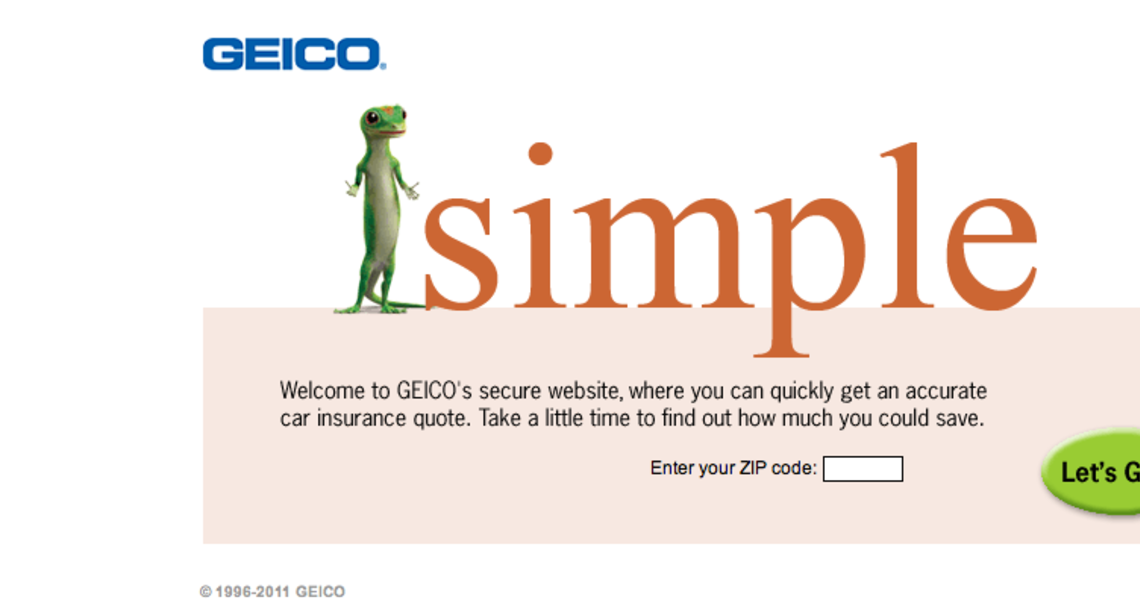 GEICO®
simple
Welcome to GEICO's secure website, where you can quickly get an accurate
car insurance quote. Take a little time to find out how much you could save.
Enter your ZIP code:
Let's G
© 1996-2011 GEICO